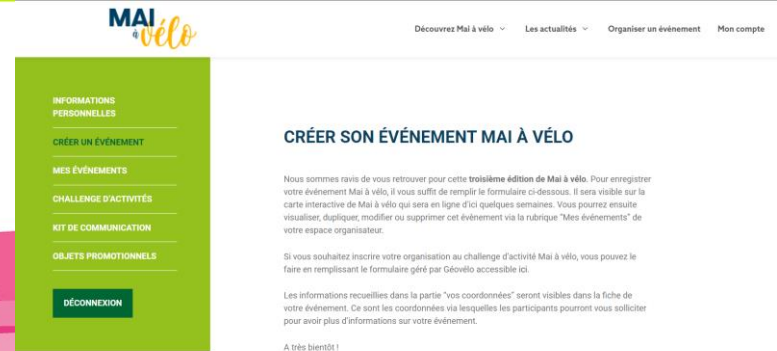 MAI
à vélo
Découvrez Mai à vélo
Les actualités
Organiser un événement
Mon compte
INFORMATIONS
PERSONNELLES
CRÉER UN ÉVÉNEMENT
MES ÉVÉNEMENTS
CHALLENGE D'ACTIVITÉS
KIT DE COMMUNICATION
OBJETS PROMOTIONNELS
DÉCONNEXION
CRÉER SON ÉVÉNEMENT MAI À VÉLO
Nous sommes ravis de vous retrouver pour cette troisième édition de Mai à vélo. Pour enregistrer
votre événement Mai à vélo, il vous suffit de remplir le formulaire ci-dessous. Il sera visible sur la
carte interactive de Mai à vélo qui sera en ligne d'ici quelques semaines. Vous pourrez ensuite
visualiser, dupliquer, modifier ou supprimer cet évènement via la rubrique "Mes événements" de
votre espace organisateur.
Si vous souhaitez inscrire votre organisation au challenge d'activité Mai à vélo, vous pouvez le
faire en remplissant le formulaire géré par Géovélo accessible ici.
Les informations recueillies dans la partie "vos coordonnées" seront visibles dans la fiche de
votre événement. Ce sont les coordonnées via lesquelles les participants pourront vous solliciter
pour avoir plus d'informations sur votre événement.
A très bientôt !